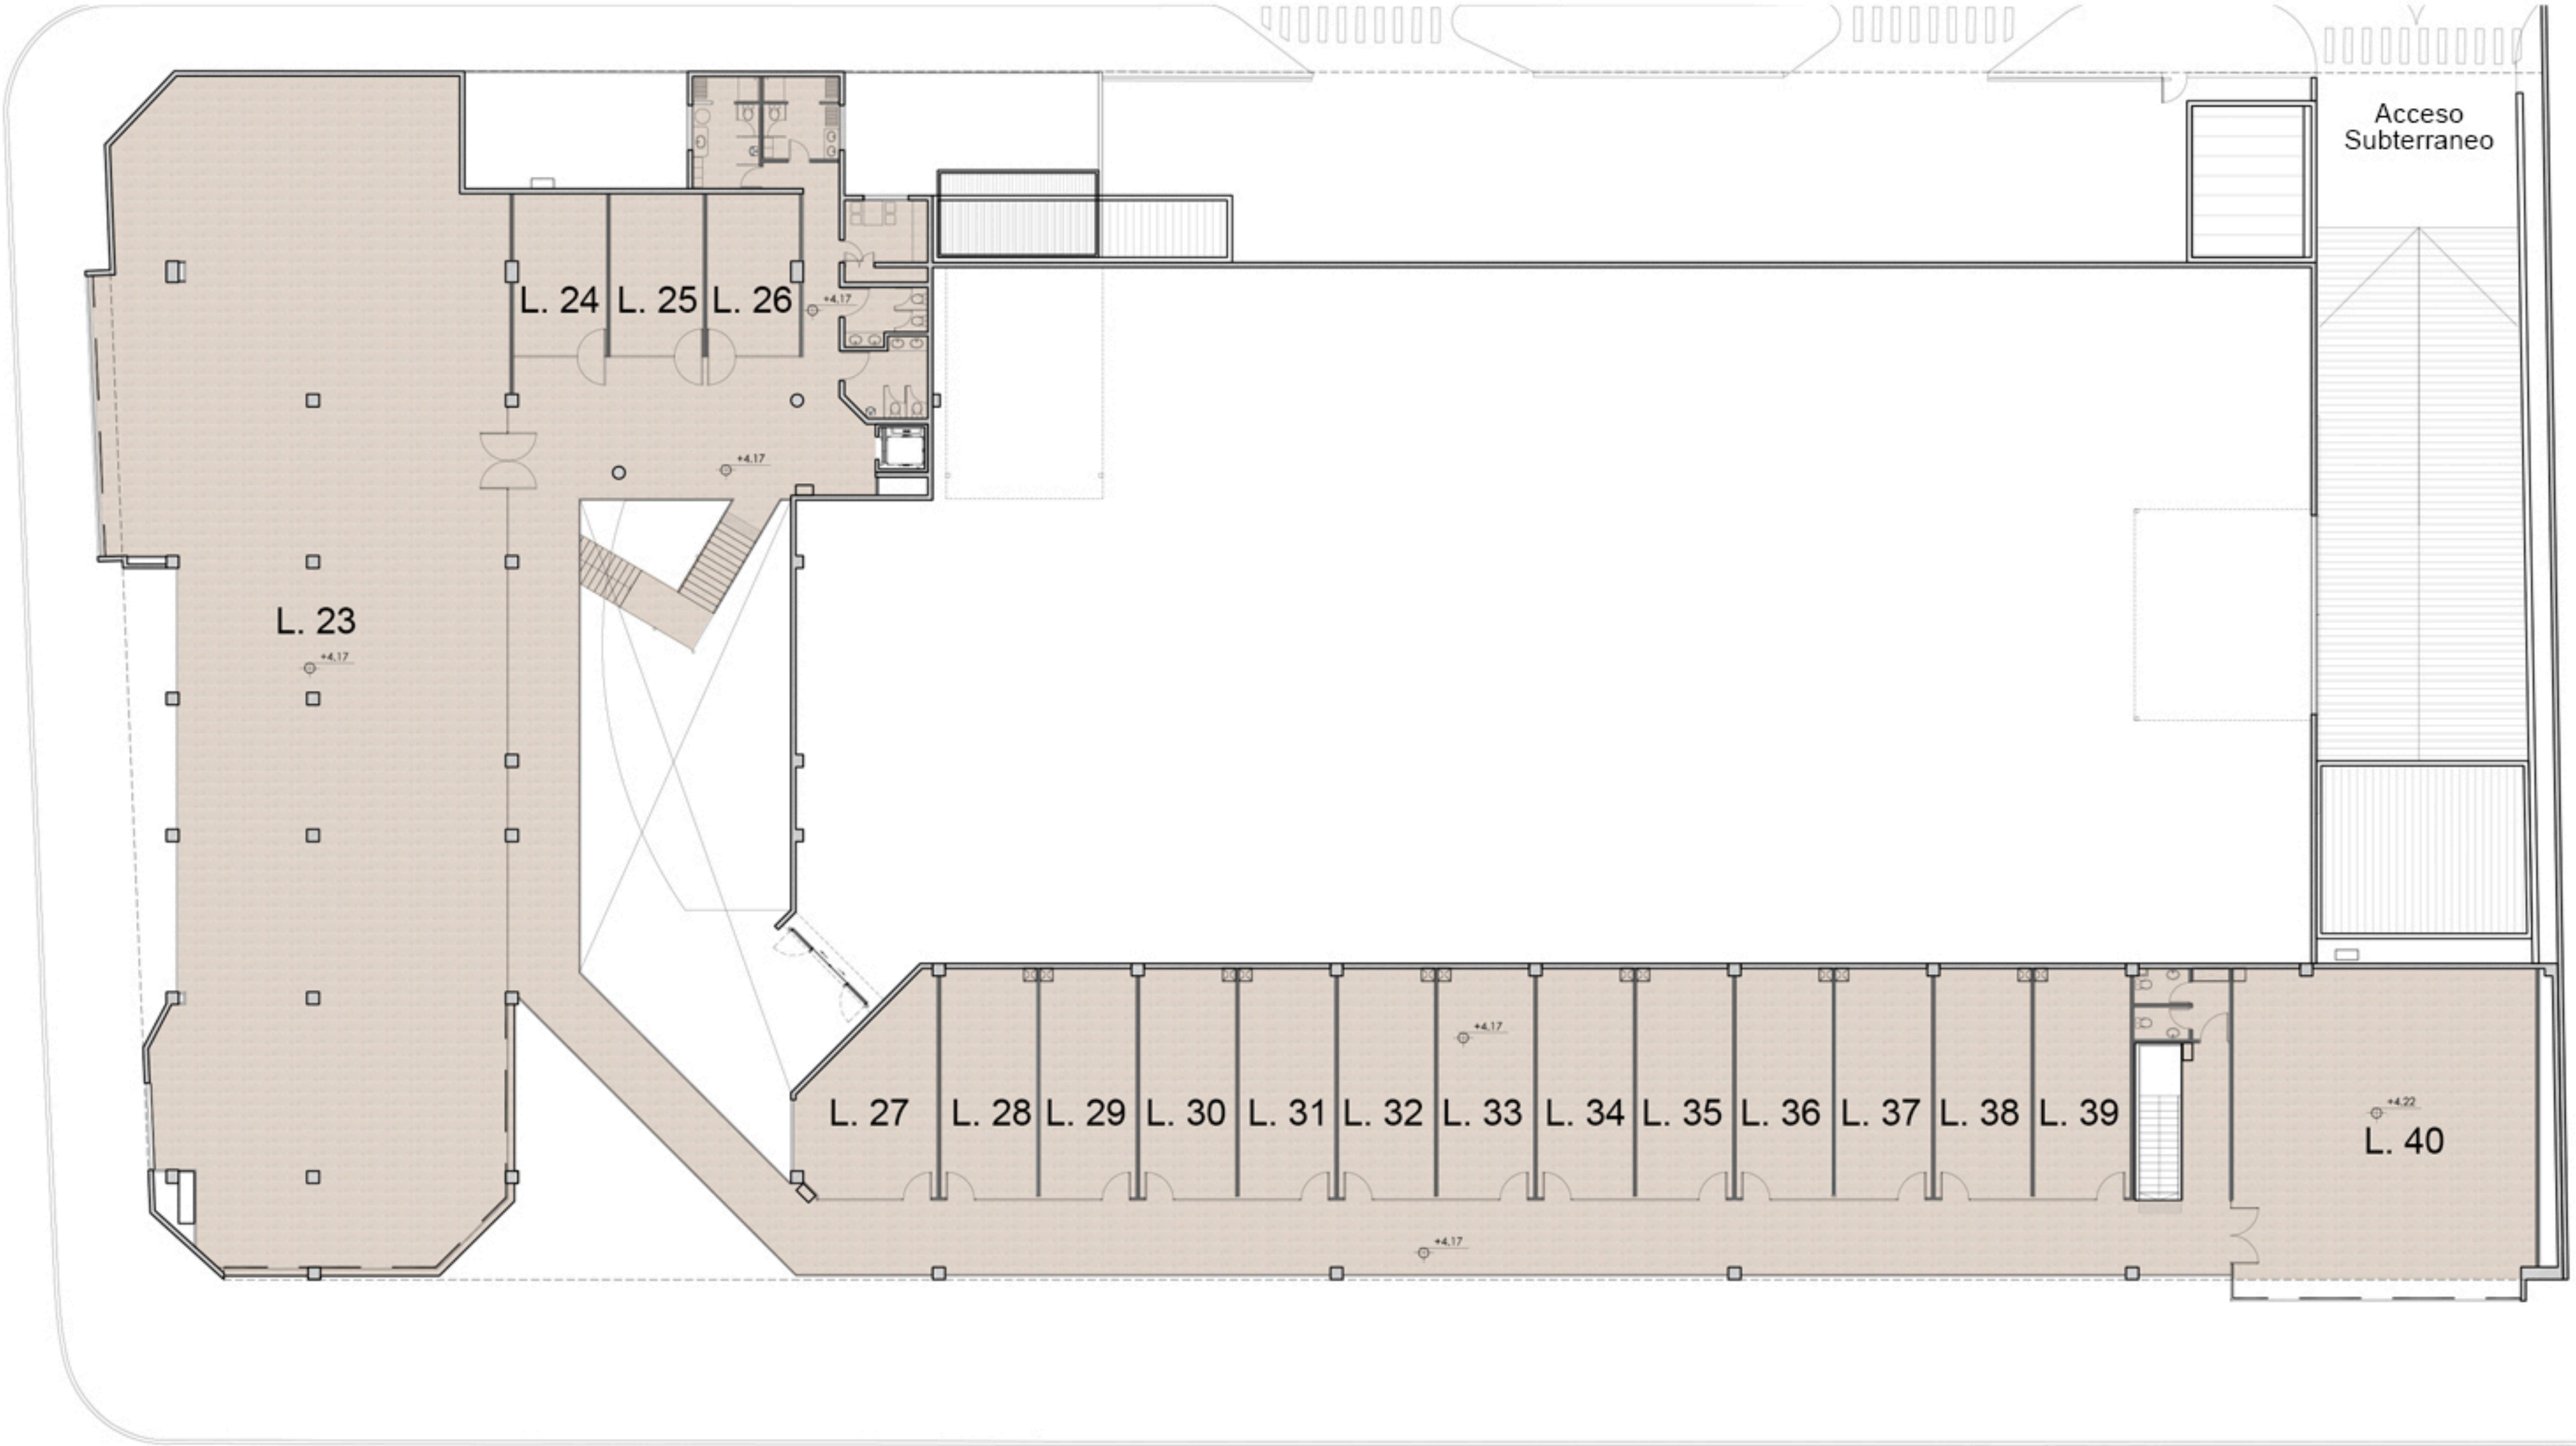 Acceso
Subterraneo
L. 24
L. 25
L. 26
+4.17
+4.17
L. 23
+4.17
+4.17
L. 27
L. 28
L. 29
L. 30
L. 31
L. 32
L. 33
L. 34
L. 35
L. 36
L. 37
L. 38
L. 39
+4.22
L. 40
+4.17